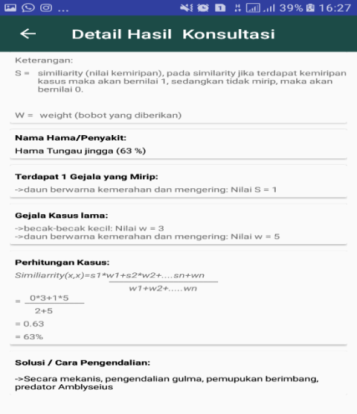 39% 16:27
Detail Hasil Konsultasi
Keterangan:
S = similiarity (nilai kemiripan), pada similarity jika terdapat kemiripan
kasus maka akan bernilai 1, sedangkan tidak mirip, maka akan
bernilai 0.
W = weight (bobot yang diberikan)
Nama Hama/Penyakit:
Hama Tungau jingga (63 %)
Terdapat 1 Gejala yang Mirip:
->daun berwarna kemerahan dan mengering: Nilai S = 1
Gejala Kasus lama:
->becak-becak kecil: Nilai w = 3
->daun berwarna kemerahan dan mengering: Nilai w = 5
Perhitungan Kasus:
Similiarrity(x,x)=s1*w1+s2*w2+....sn+wn
w1+w2+.....wn
= 0*3+1*5
2+5
= 0.63
= 63%
Solusi / Cara Pengendalian:
->Secara mekanis, pengendalian gulma, pemupukan berimbang,
predator Amblyseius